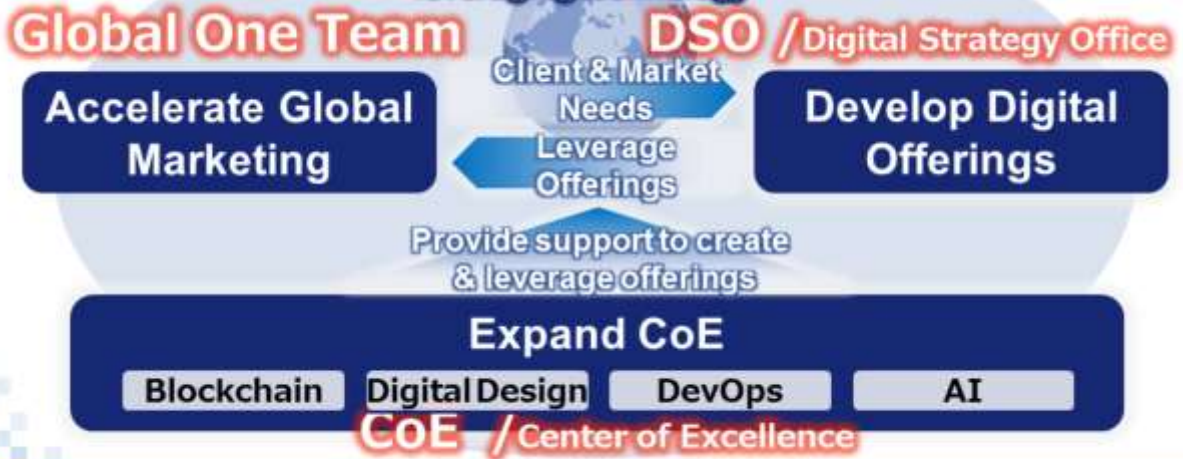 Global One Team
DSO /Digital Strategy Office
Client & Market
Needs
Accelerate Global
Marketing
Develop Digital
Offerings
Leverage
Offerings
Provide support to create
& leverage offerings
Expand CoE
Blockchain
Digital Design
DevOps
AI
CoE /Center of Excellence